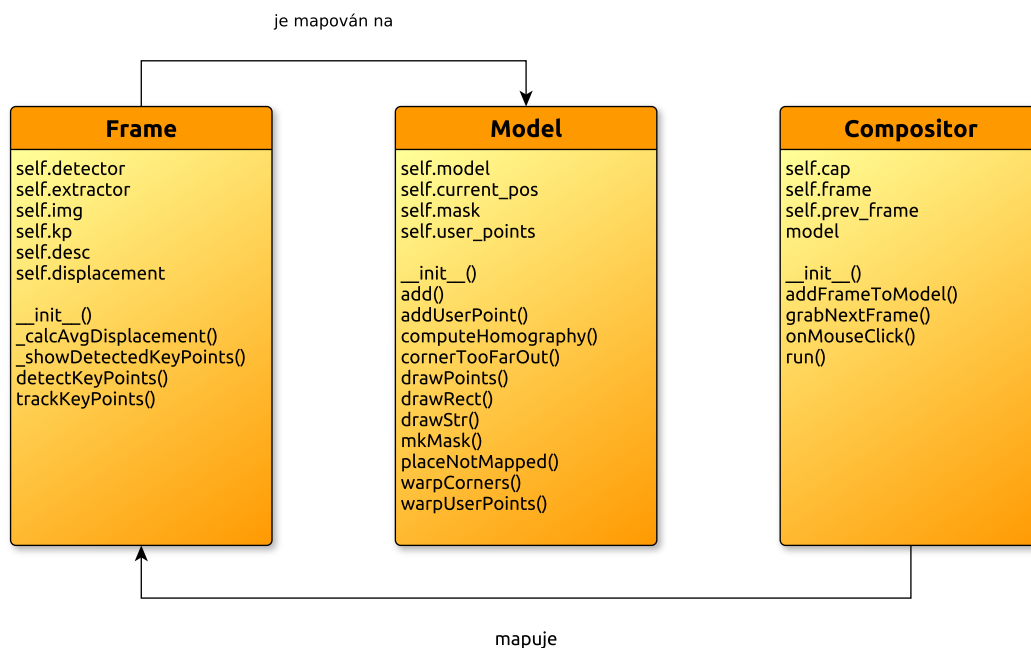 je mapován na
Frame
self.detector
self.extractor
self.img
self.kp
self.desc
self.displacement
__init__()
_calcAvgDisplacement()
_showDetectedKeyPoints()
detectKeyPoints()
trackKeyPoints()
Model
self.model
self.current_pos
self.mask
self.user_points
__init__()
add()
addUserPoint()
computeHomography()
cornerTooFarOut()
drawPoints()
drawRect()
drawStr()
mkMask()
placeNotMapped()
warpCorners()
warpUserPoints()
Compositor
self.cap
self.frame
self.prev_frame
model
__init__()
addFrameToModel()
grabNextFrame()
onMouseClick()
run()
mapuje